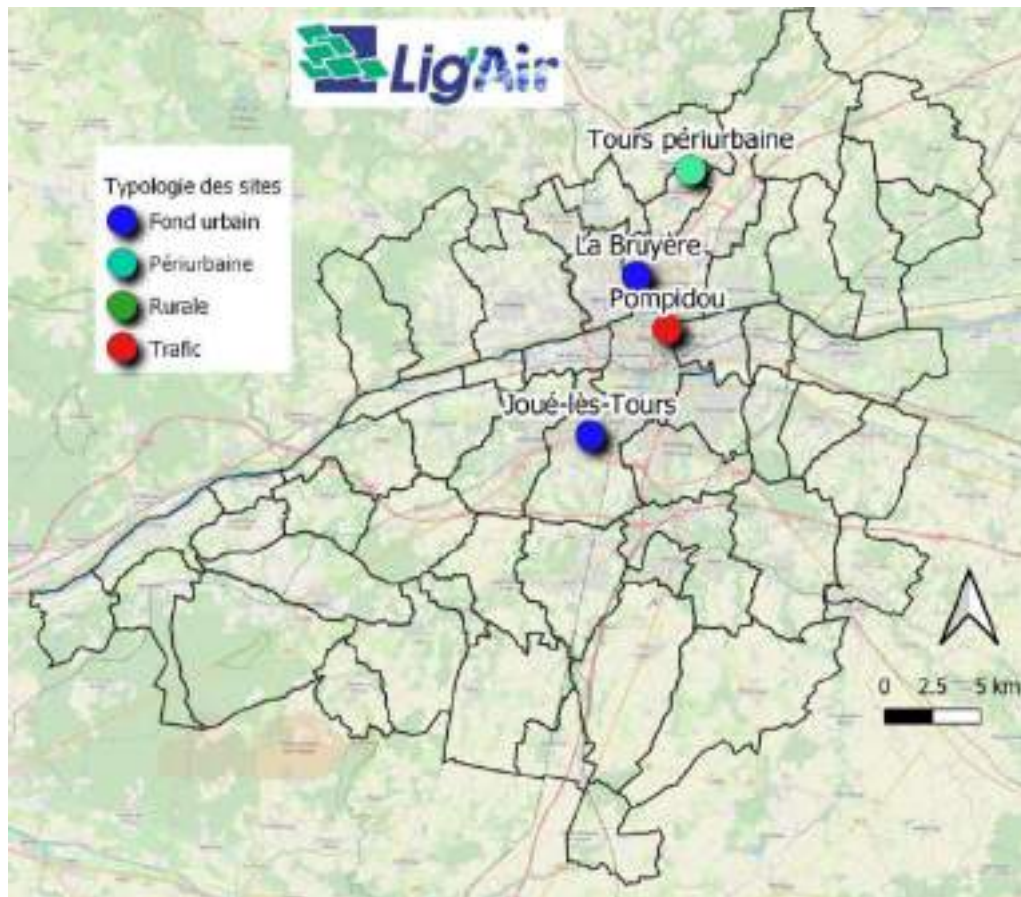 Lig'Air
Tours périurbaine
Typologie des sites
Fond urbain
Périurbaine
Rurale
Trafic
La Bruyère
Pompidou
Joué-lès-Tours
0 2.5 5 km